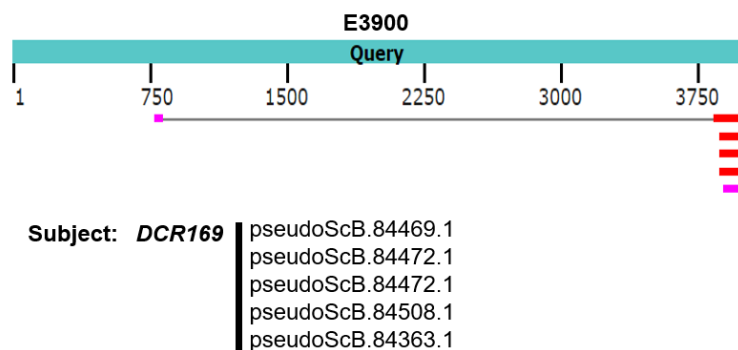 E3900
Query
1 750 1500 2250 3000 3750
Subject: DCR169
pseudoScB.84469.1
pseudoScB.84472.1
pseudoScB.84472.1
pseudoScB.84508.1
pseudoScB.84363.1